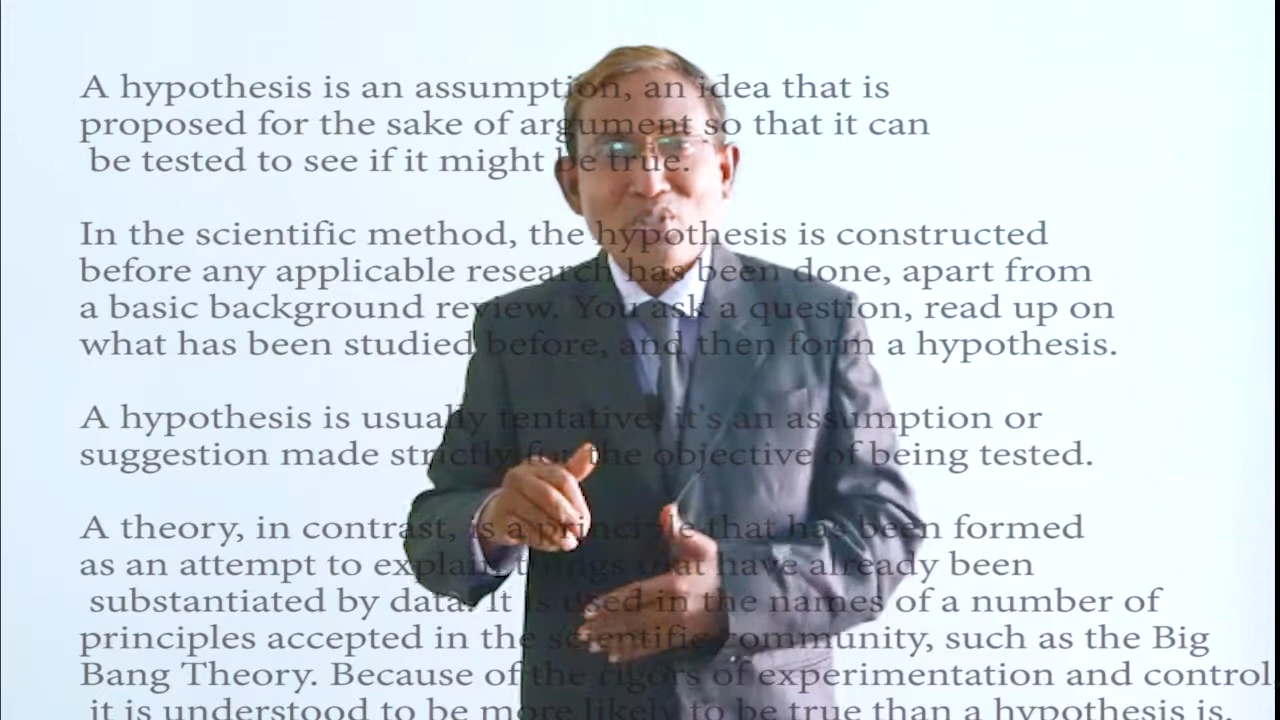 A hypothesis is an assumption, an idea that is
proposed for the sake of argument so that it can
be tested to see if it might be true.
In the scientific method, the hypothesis is constructed
before any applicable research has been done, apart from
a basic background review. You ask a question, read up on
what has been studied before, and then form a hypothesis.
A hypothesis is usually tentative; it's an assumption or
suggestion made strictly for the objective of being tested.
A theory, in contrast, is a principle that has been formed
as an attempt to explain things that have already been
substantiated by data. It is used in the names of a number of
principles accepted in the scientific community, such as the Big
Bang Theory. Because of the rigors of experimentation and control,
it is understood to be more likely to be true than a hypothesis is.